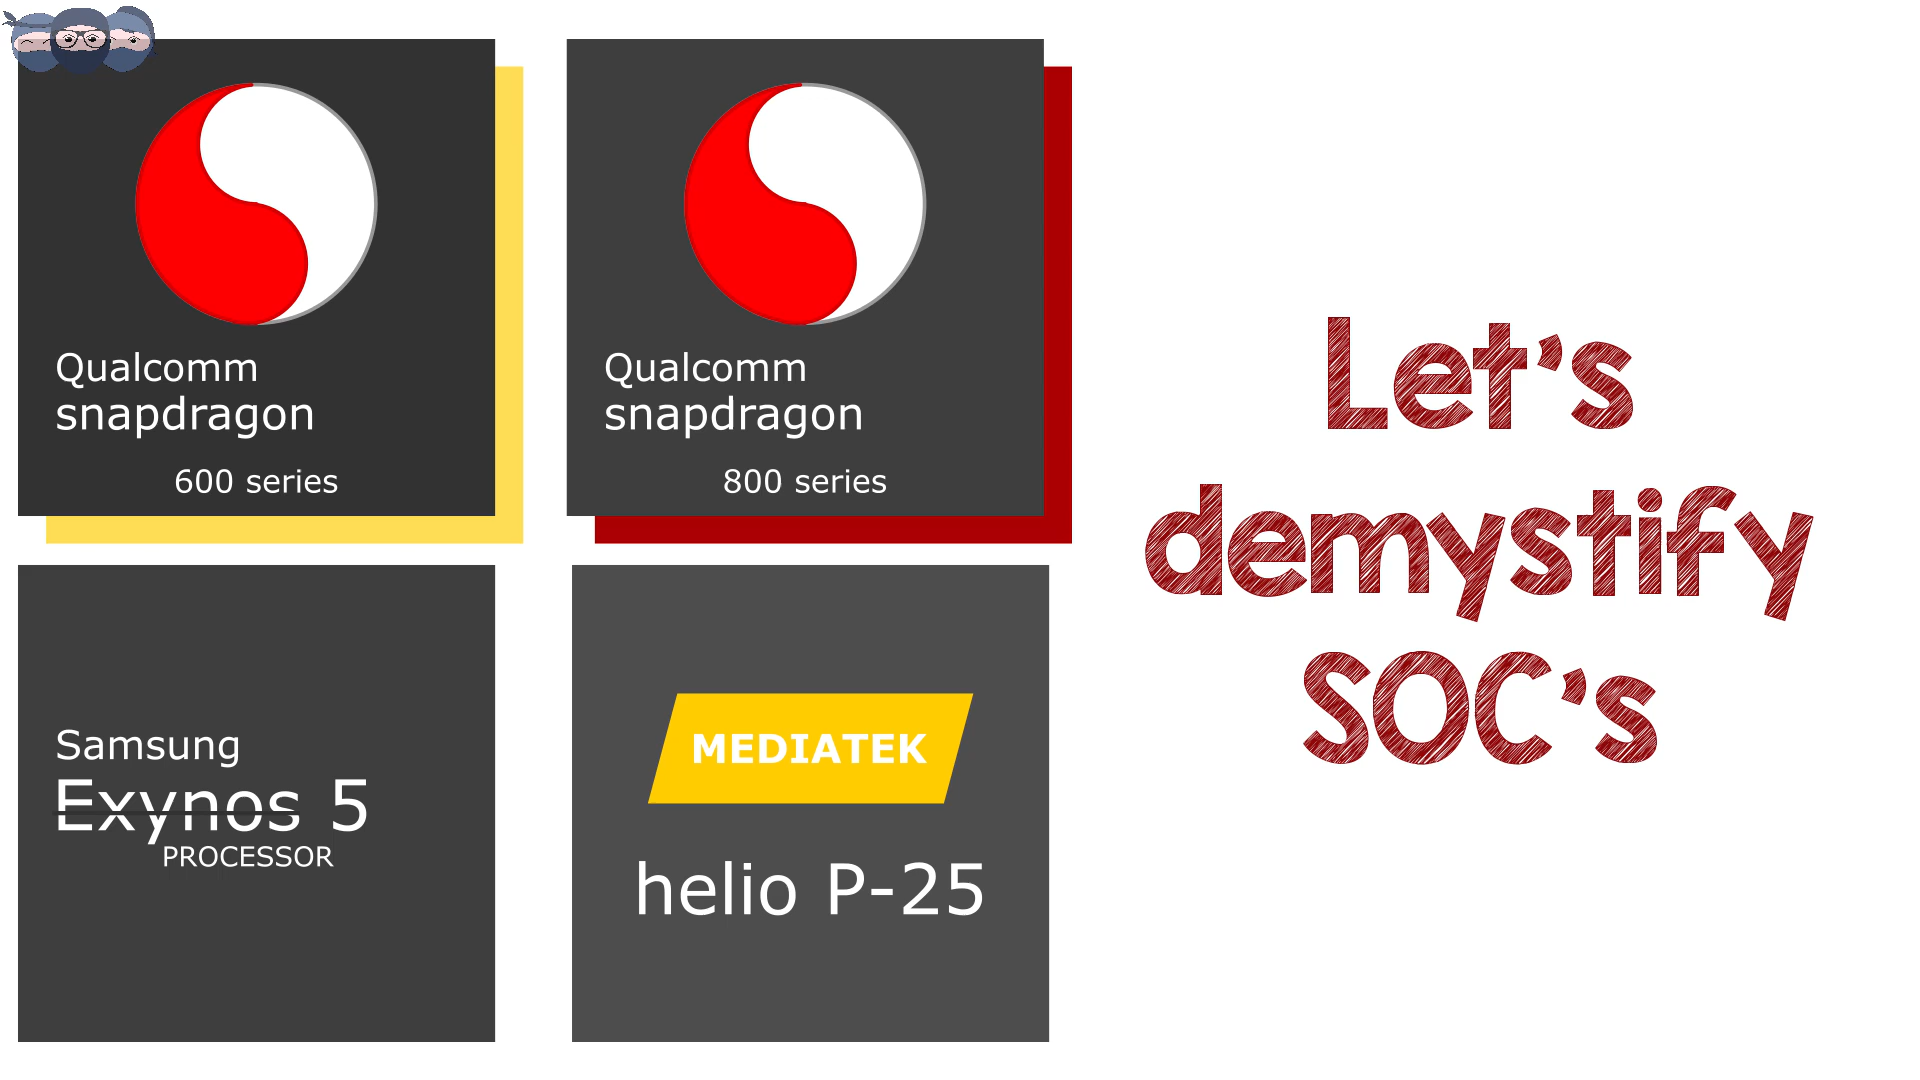 Qualcomm
snapdragon
600 series
Qualcomm
snapdragon
800 series
Samsung
Exynos 5
PROCESSOR
MEDIATEK
helio P-25
Let's
demystify
SOC's